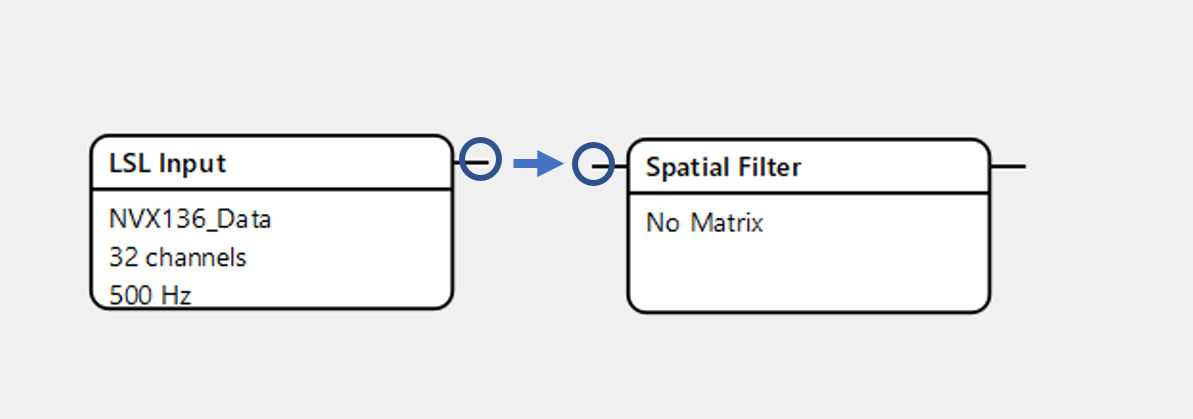 LSL Input
NVX136_Data
32 channels
500 Hz
Spatial Filter
No Matrix